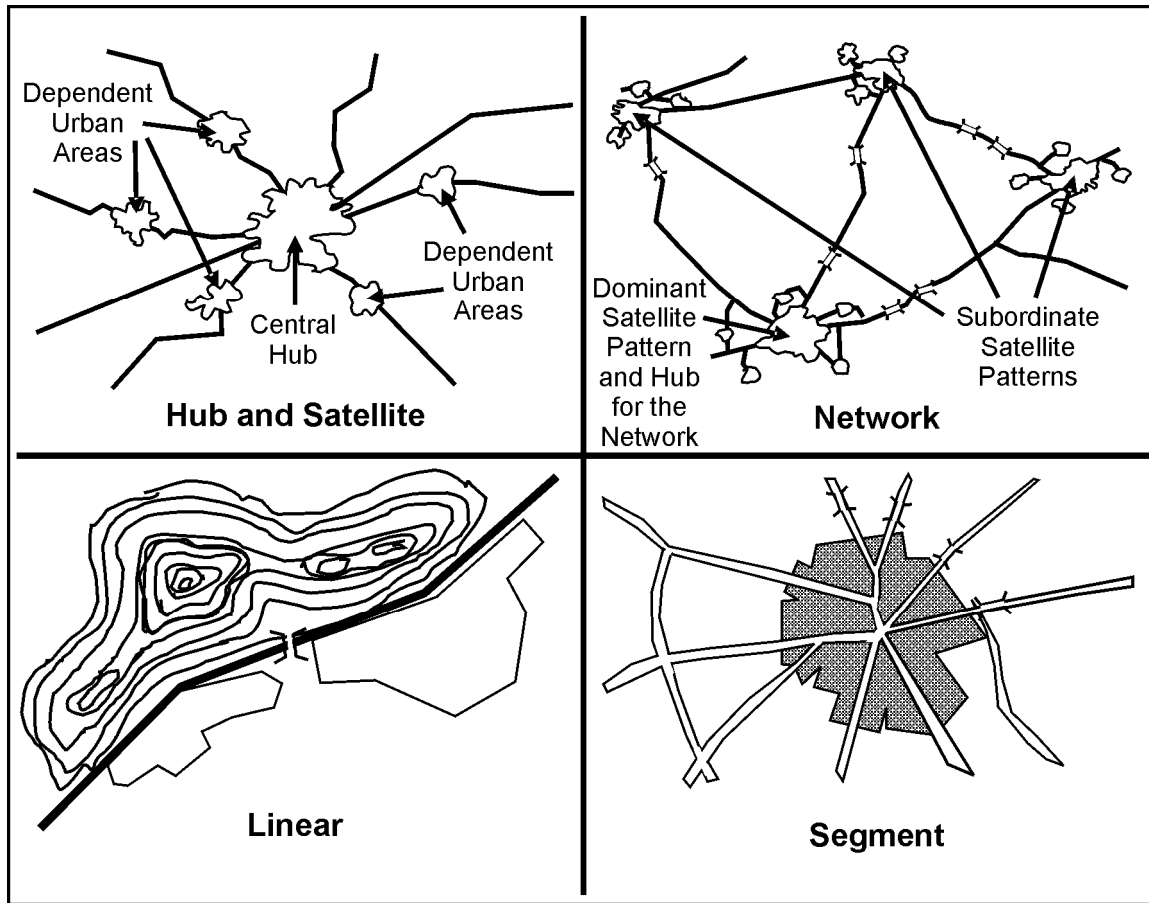 Dependent
Urban
Areas
Dependent
Urban
Areas
Central
Hub
Hub and Satellite
Dominant
Satellite
Pattern
and Hub
for the
Network
Subordinate
Satellite
Patterns
Network
Linear
Segment